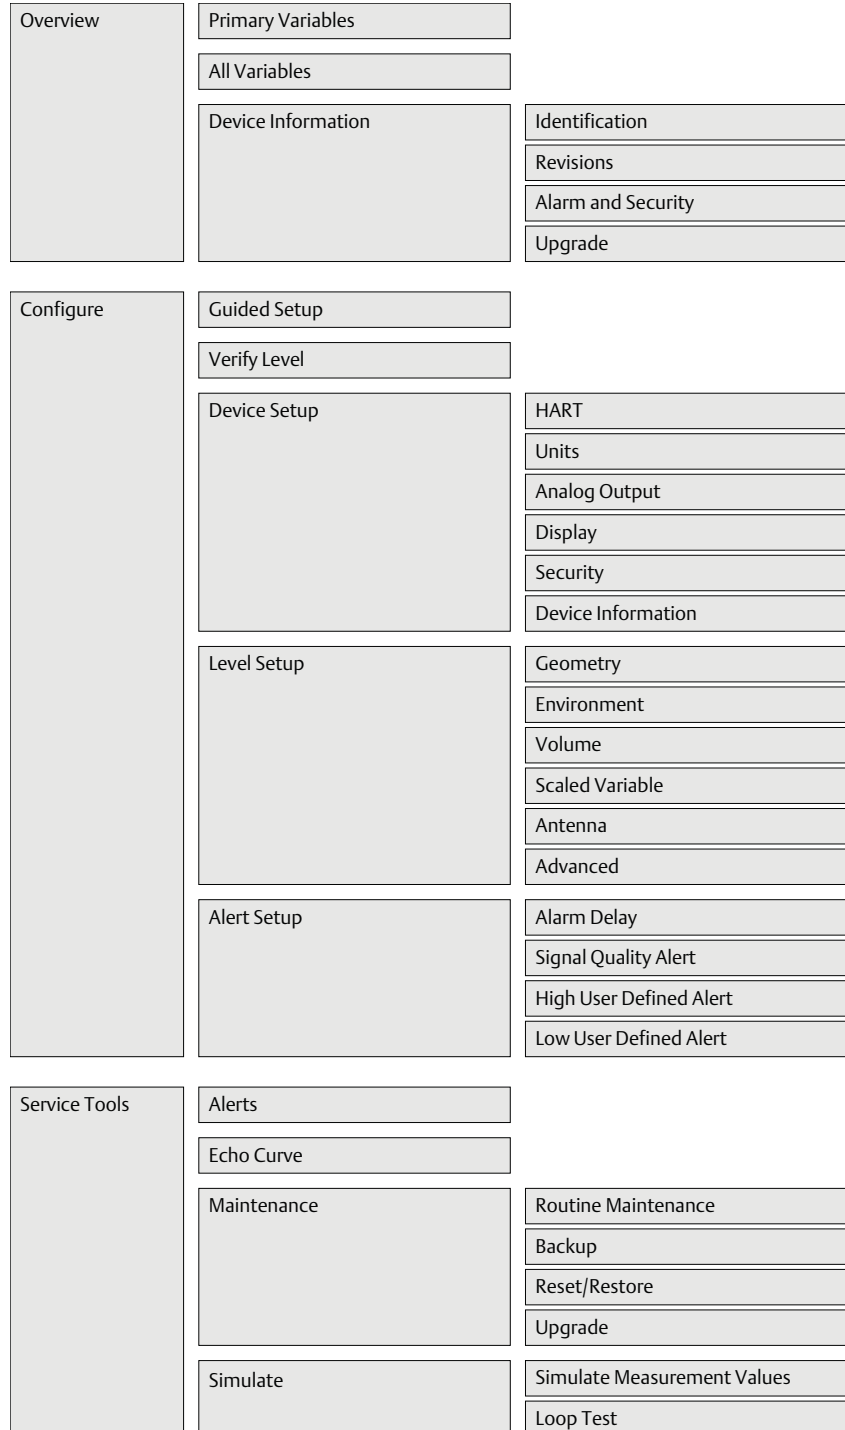 Overview
Primary Variables
All Variables
Device Information
Identification
Revisions
Alarm and Security
Upgrade
Configure
Guided Setup
Verify Level
Device Setup
HART
Units
Analog Output
Display
Security
Device Information
Level Setup
Geometry
Environment
Volume
Scaled Variable
Antenna
Advanced
Alert Setup
Alarm Delay
Signal Quality Alert
High User Defined Alert
Low User Defined Alert
Service Tools
Alerts
Echo Curve
Maintenance
Routine Maintenance
Backup
Reset/Restore
Upgrade
Simulate
Simulate Measurement Values
Loop Test